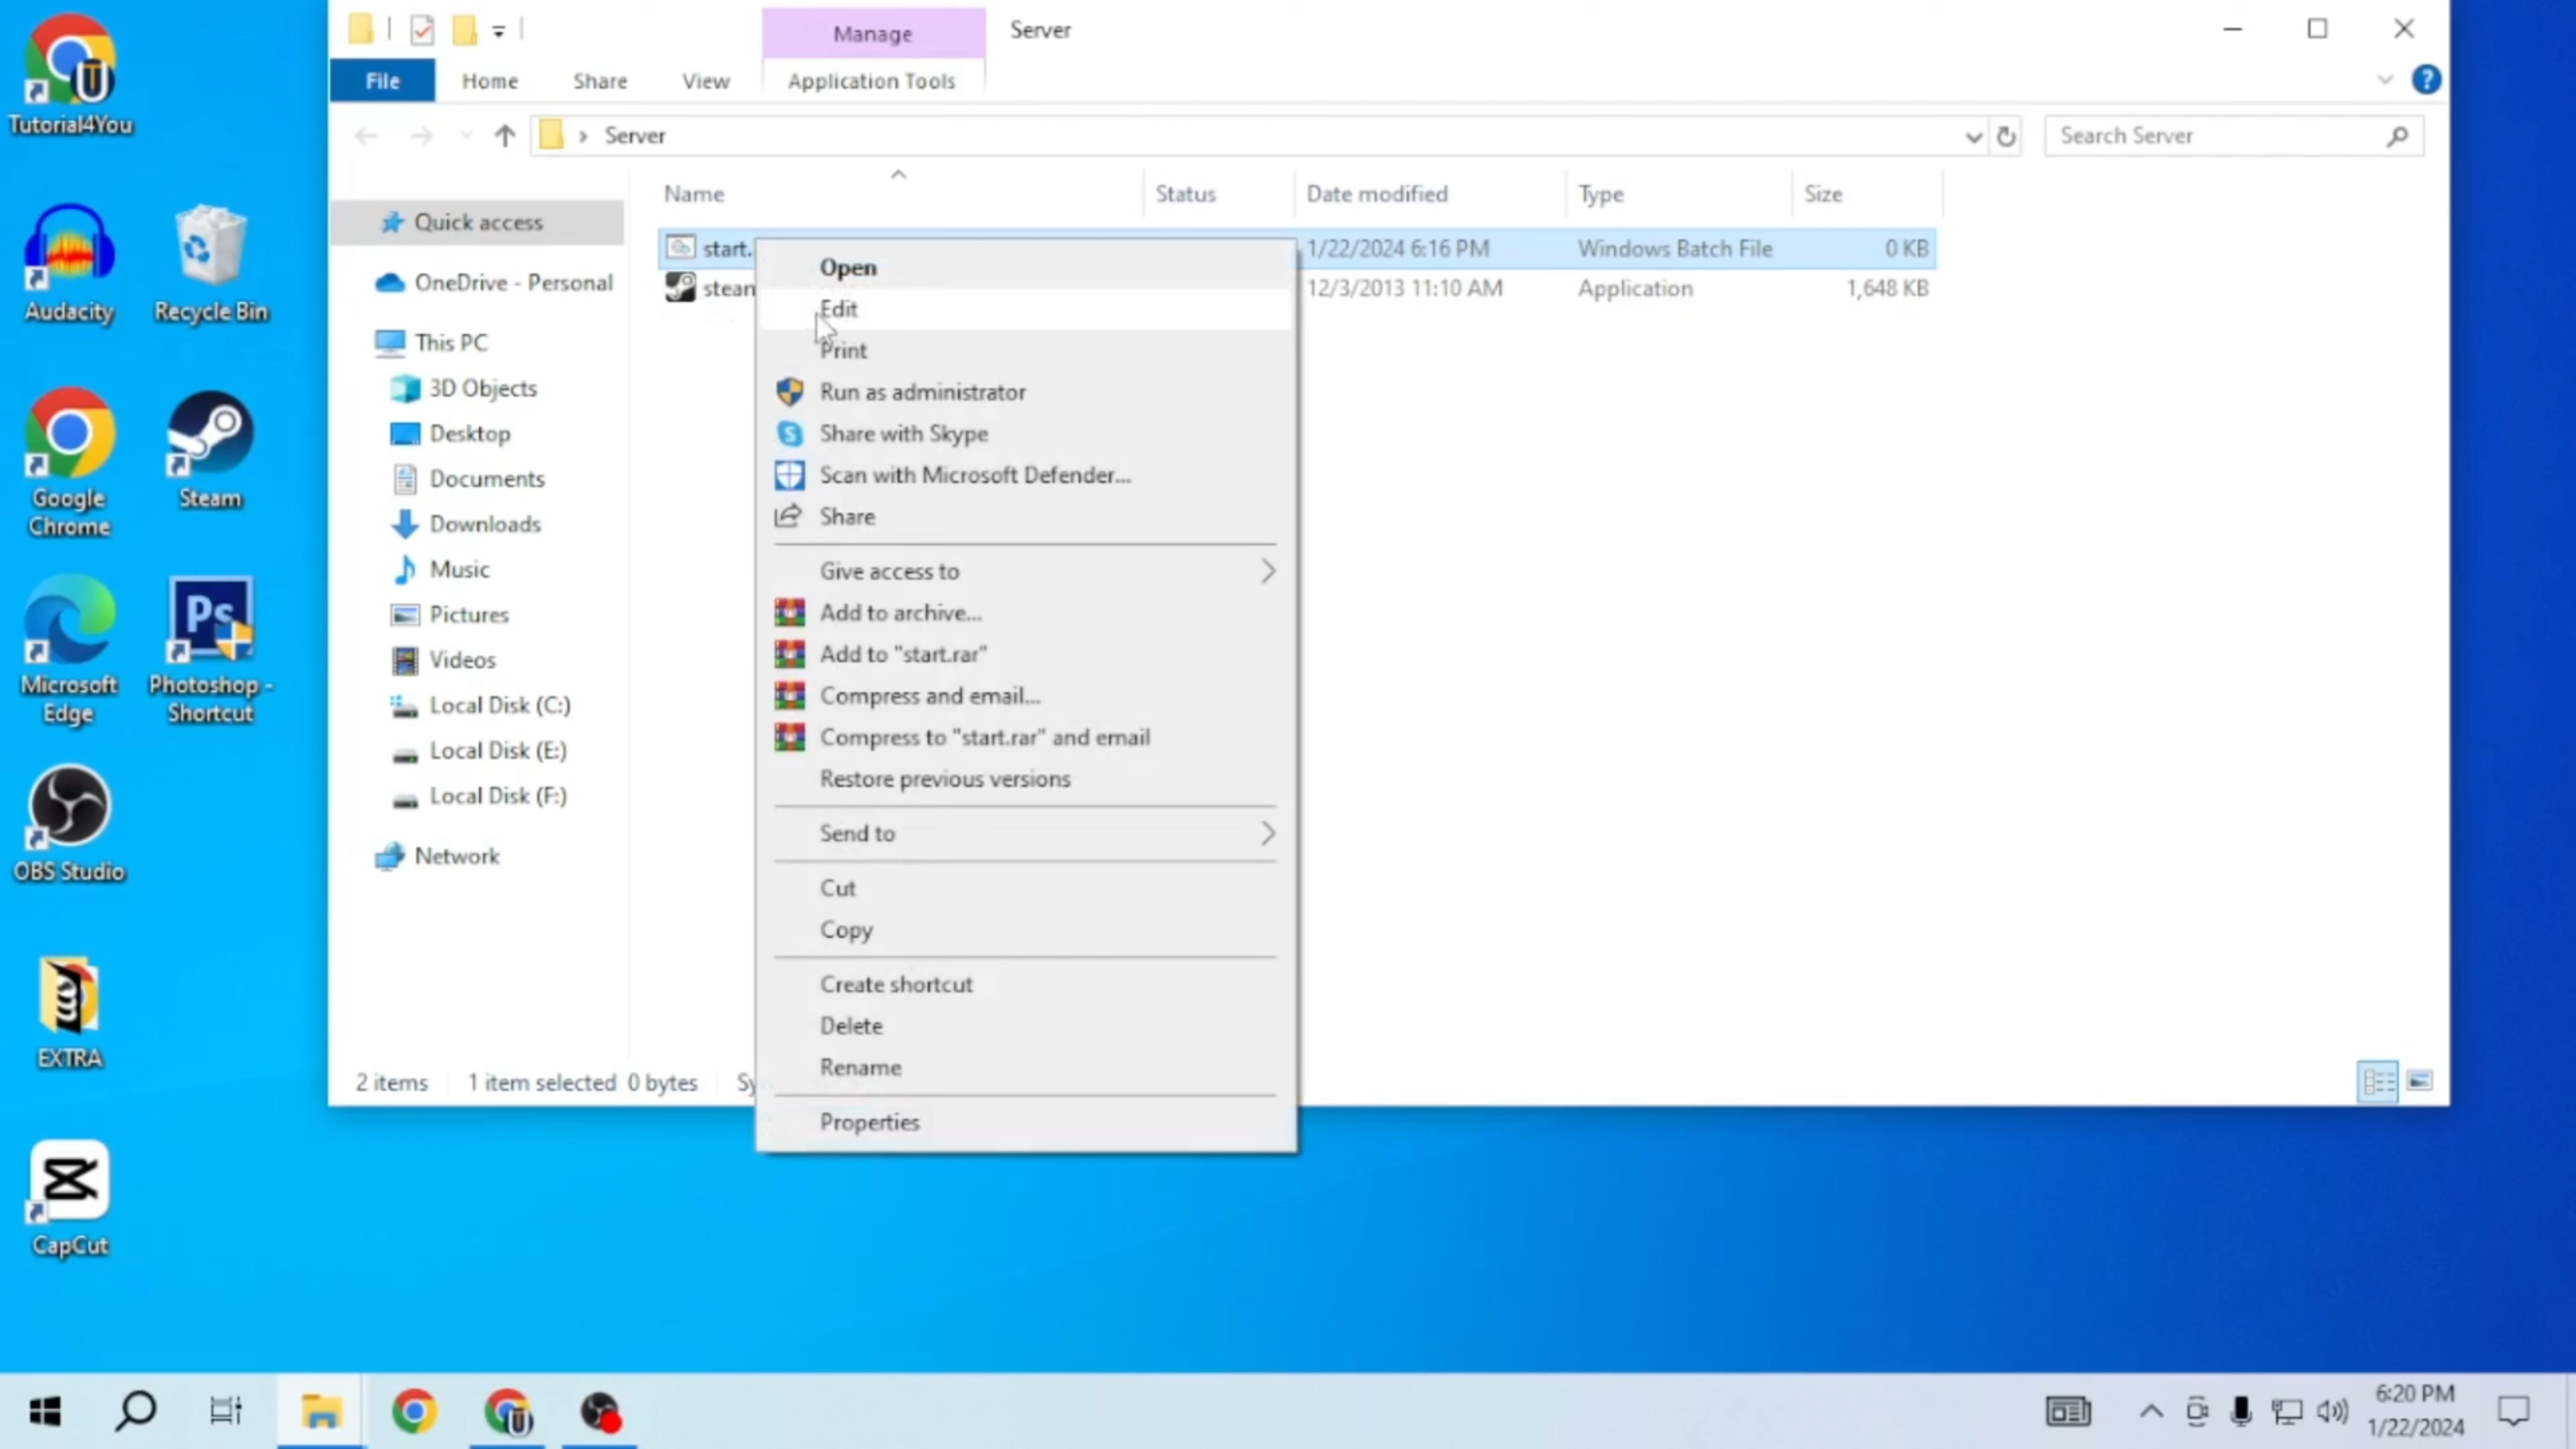 Tutorial4You
Audacity
Recycle Bin
Google
Chrome
Steam
Microsoft
Edge
Ps
Photoshop -
Shortcut
OBS Studio
EXTRA
CapCut
Manage
Server
File
Home
Share
View
Application Tools
Server
Search Server
Name
Status
Date modified
Type
Size
Quick access
OneDrive - Personal
This PC
3D Objects
Desktop
Documents
Downloads
Music
Pictures
Videos
Local Disk (C:)
Local Disk (E:)
Local Disk (F:)
Network
start.
1/22/2024 6:16 PM
Windows Batch File
0 KB
12/3/2013 11:10 AM
Application
1,648 KB
Open
Edit
Print
Run as administrator
Share with Skype
Scan with Microsoft Defender...
Share
Give access to
Add to archive...
Add to "start.rar"
Compress and email...
Compress to "start.rar" and email
Restore previous versions
Send to
Cut
Copy
Create shortcut
Delete
Rename
Properties
2 items
1 item selected 0 bytes
6:20 PM
1/22/2024